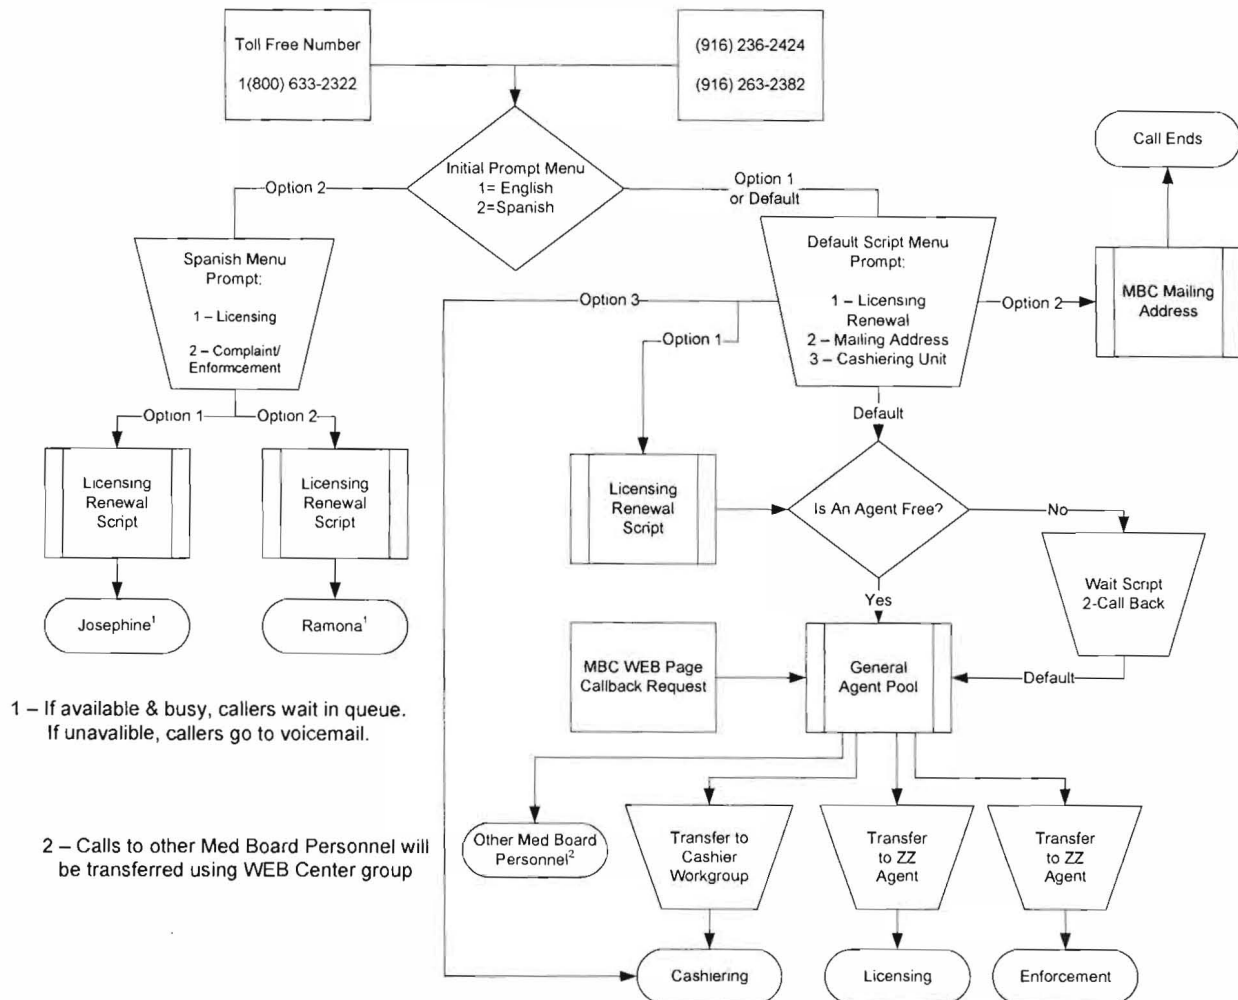 Toll Free Number
1(800) 633-2322
(916) 236-2424
(916) 263-2382
Call Ends
Initial Prompt Menu
1= English
2=Spanish
Option 2
Option 1
or Default
Spanish Menu
Prompt:
1 – Licensing
2 – Complaint/
Enformcement
Default Script Menu
Prompt:
1 – Licensing
Renewal
2 – Mailing Address
3 – Cashiering Unit
Option 3
Option 1
Option 2
MBC Mailing
Address
Option 1
Option 2
Default
Licensing
Renewal
Script
Licensing
Renewal
Script
Licensing
Renewal
Script
Is An Agent Free?
No
Yes
Wait Script
2-Call Back
Josephine¹
Ramona¹
MBC WEB Page
Callback Request
General
Agent Pool
Default
1 – If available & busy, callers wait in queue.
If unavalible, callers go to voicemail.
2 – Calls to other Med Board Personnel will
be transferred using WEB Center group
Other Med Board
Personnel²
Transfer to
Cashier
Workgroup
Transfer
to ZZ
Agent
Transfer
to ZZ
Agent
Cashiering
Licensing
Enforcement